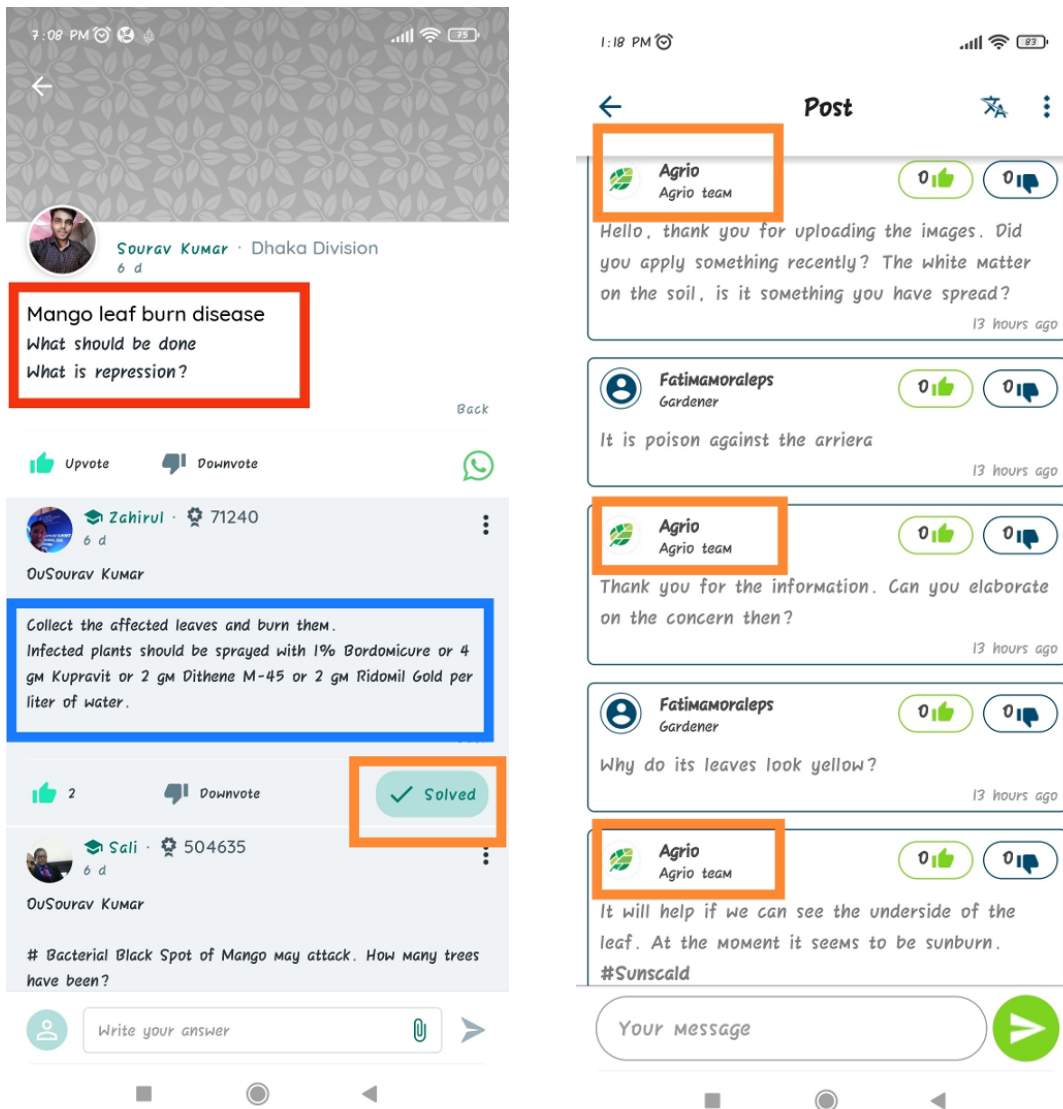 7:08 PM
75
Sourav Kumar · Dhaka Division
6 d
Mango leaf burn disease
What should be done
What is repression?
Back
Upvote
Downvote
Zahirul · 71240
6 d
OuSourav Kumar
Collect the affected leaves and burn them.
Infected plants should be sprayed with 1% Bordomicure or 4
gm Kupravit or 2 gm Dithene M-45 or 2 gm Ridomil Gold per
liter of water.
2
Downvote
Solved
Sali · 504635
6 d
OuSourav Kumar
# Bacterial Black Spot of Mango may attack. How many trees
have been?
Write your answer
1:18 PM
83
Post
Agrio
Agrio team
0
0
Hello, thank you for uploading the images. Did
you apply something recently? The white matter
on the soil, is it something you have spread?
13 hours ago
Fatimamoraleps
Gardener
0
0
It is poison against the arriera
13 hours ago
Agrio
Agrio team
0
0
Thank you for the information. Can you elaborate
on the concern then?
13 hours ago
Fatimamoraleps
Gardener
0
0
Why do its leaves look yellow?
13 hours ago
Agrio
Agrio team
0
0
It will help if we can see the underside of the
leaf. At the moment it seems to be sunburn.
#Sunscald
Your message